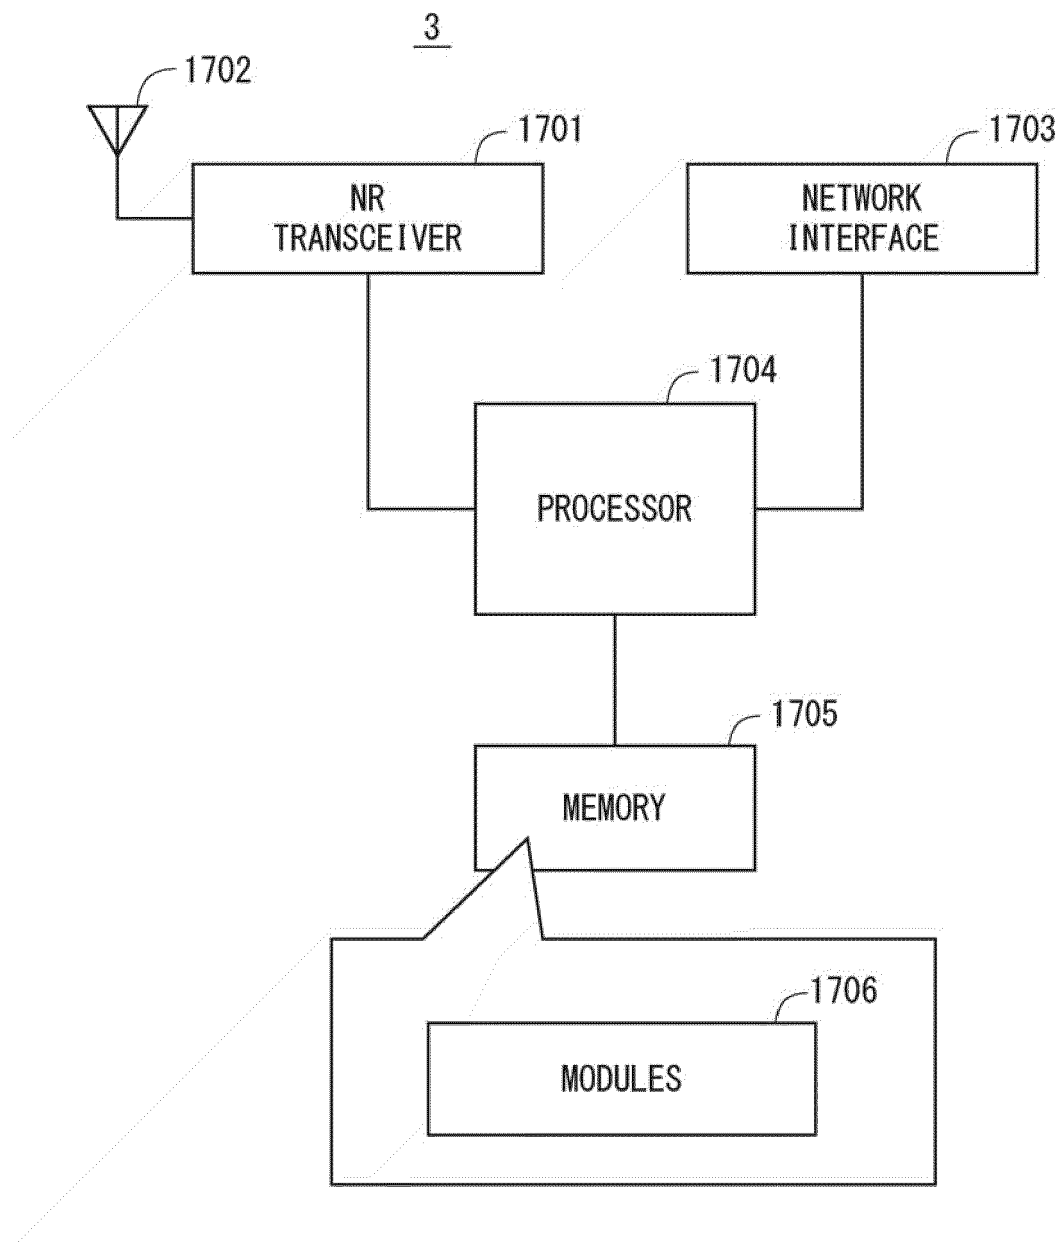 3
1702
1701
1703
NR
TRANSCEIVER
NETWORK
INTERFACE
1704
PROCESSOR
1705
MEMORY
1706
MODULES